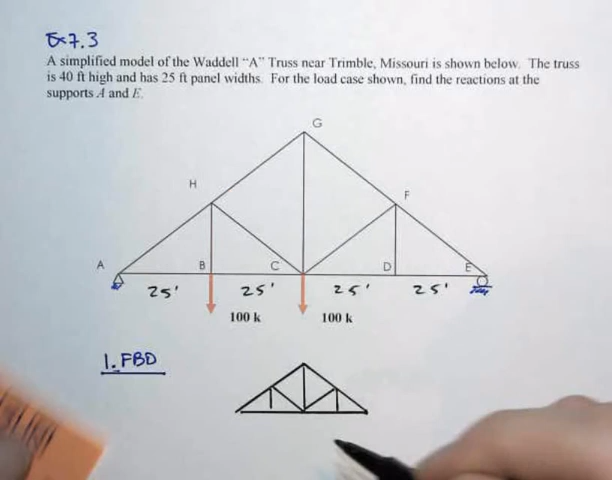 Ex 7.3
A simplified model of the Waddell "A" Truss near Trimble, Missouri is shown below. The truss
is 40 ft high and has 25 ft panel widths. For the load case shown, find the reactions at the
supports A and E.
G
H
F
A
B
C
D
E
25'
25'
25'
25'
100 k
100 k
1. FBD